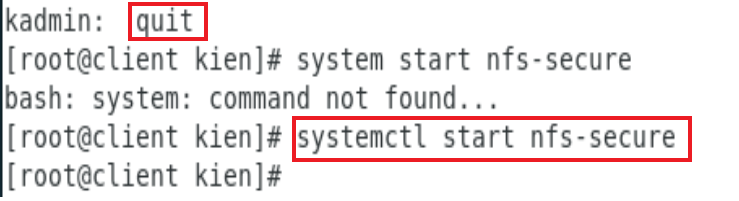 kadmin:  quit
[root@client kien]# system start nfs-secure
bash: system: command not found...
[root@client kien]# systemctl start nfs-secure
[root@client kien]#